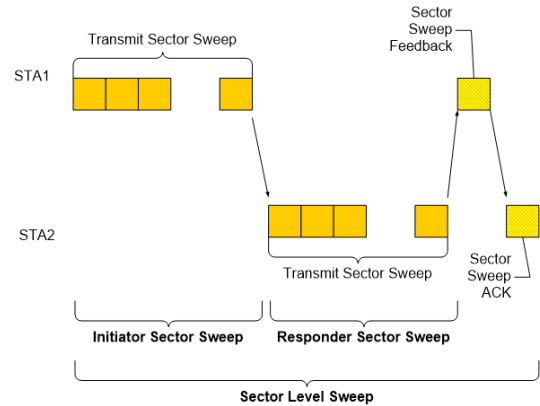 Sector
Sweep
Feedback
Transmit Sector Sweep
STA1
STA2
Transmit Sector Sweep
Sector
Sweep
ACK
Initiator Sector Sweep
Responder Sector Sweep
Sector Level Sweep